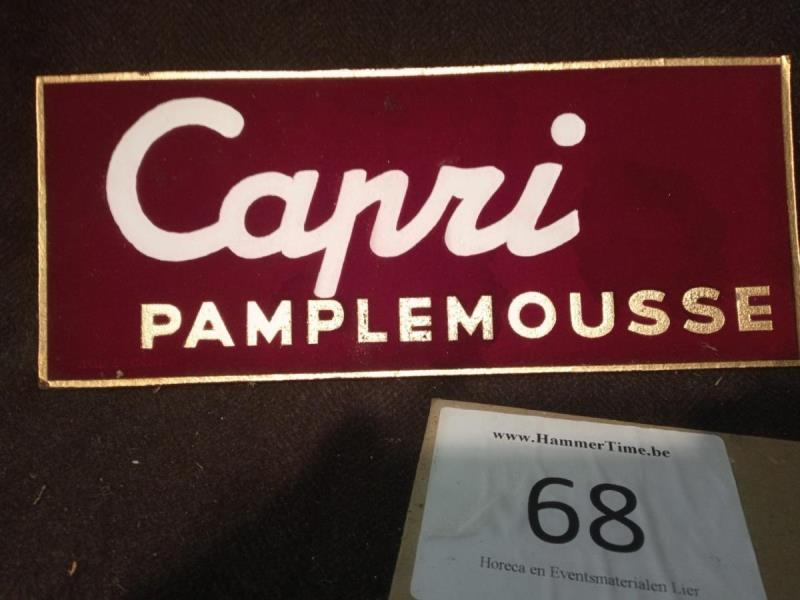 Capri
PAMPLEMOUSSE
www.HammerTime.be
68
Horeca en Eventsmaterialen Lier